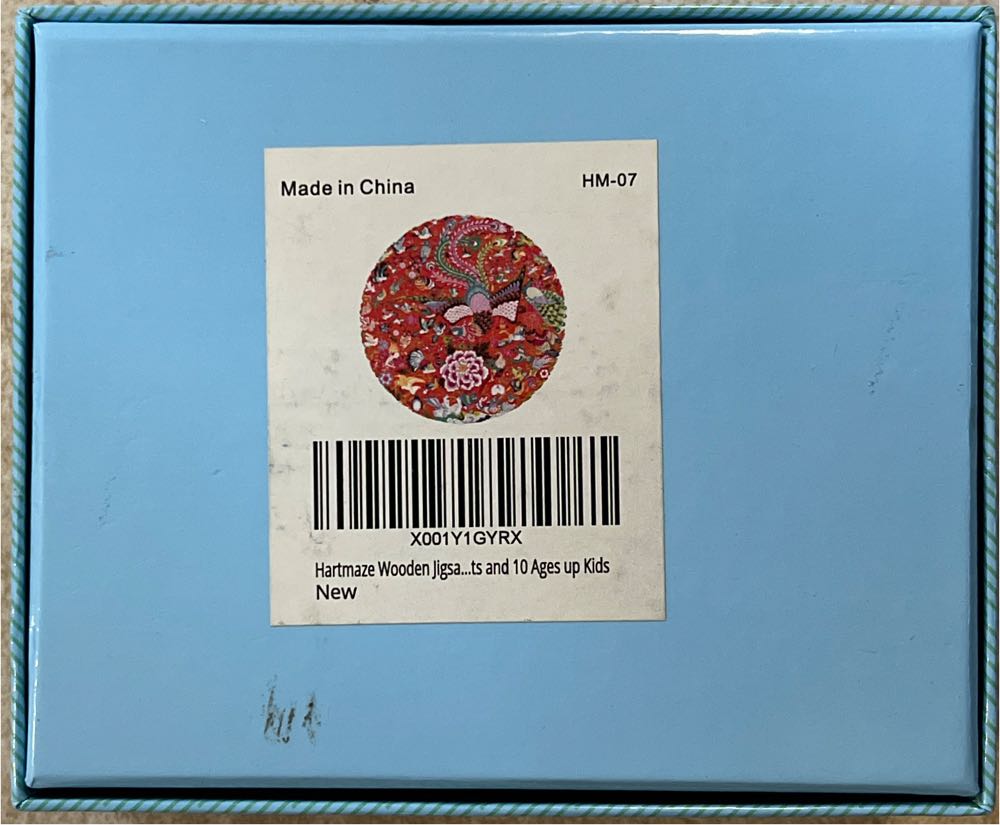 Made in China
HM-07
X001Y1GYRX
Hartmaze Wooden Jigsa...ts and 10 Ages up Kids
New